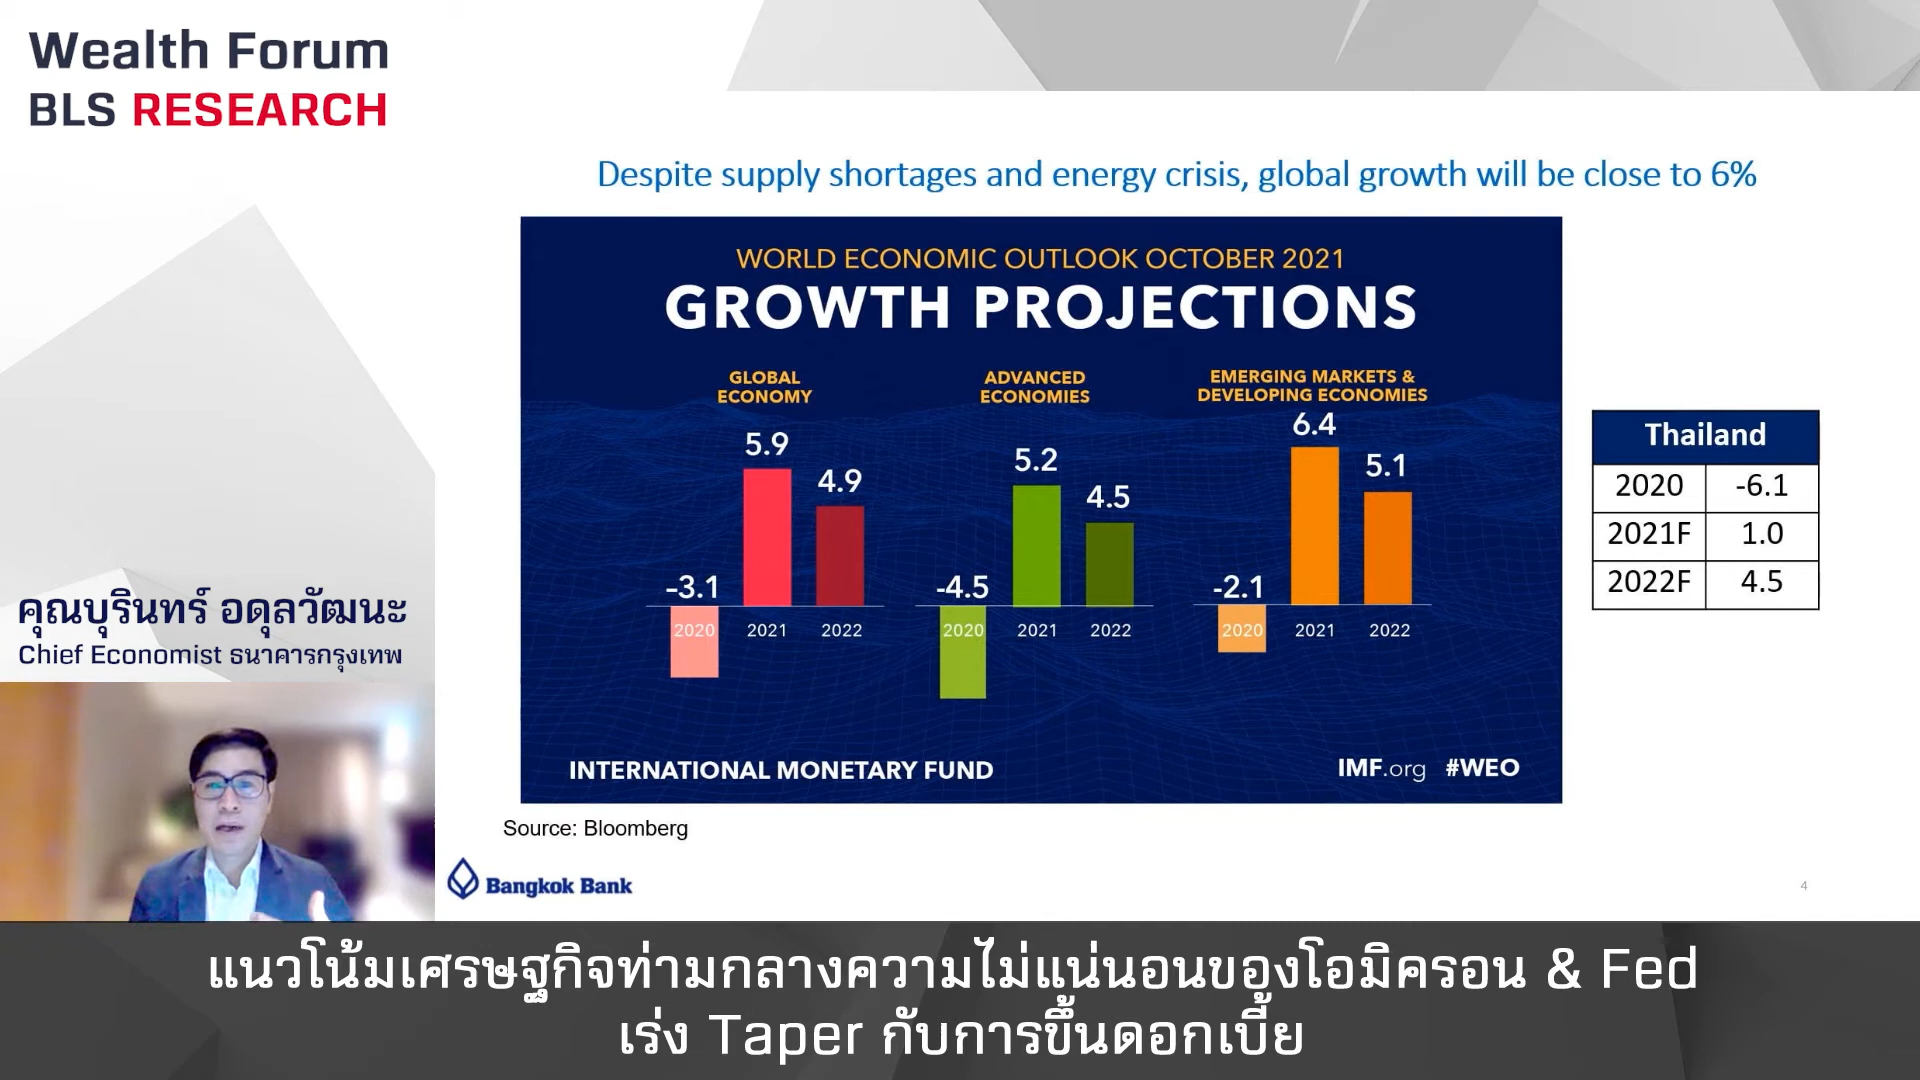 Wealth Forum
BLS RESEARCH
Despite supply shortages and energy crisis, global growth will be close to 6%
WORLD ECONOMIC OUTLOOK OCTOBER 2021
GROWTH PROJECTIONS
GLOBAL
ECONOMY
5.9
4.9
-3.1
2020 2021 2022
ADVANCED
ECONOMIES
5.2
4.5
-4.5
2020 2021 2022
EMERGING MARKETS &
DEVELOPING ECONOMIES
6.4
5.1
-2.1
2020 2021 2022
INTERNATIONAL MONETARY FUND
IMF.org #WEO
Thailand
2020 -6.1
2021F 1.0
2022F 4.5
Source: Bloomberg
Bangkok Bank
4
คุณบุรินทร์ อดุลวัฒนะ
Chief Economist ธนาคารกรุงเทพ
แนวโน้มเศรษฐกิจท่ามกลางความไม่แน่นอนของโอมิครอน & Fed
เร่ง Taper กับการขึ้นดอกเบี้ย